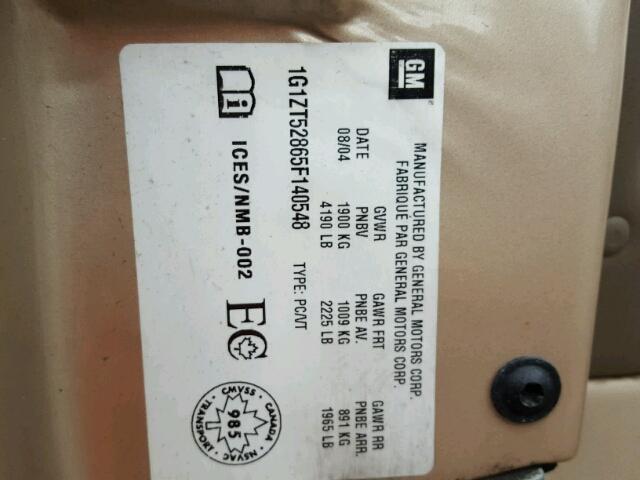 GM
MANUFACTURED BY GENERAL MOTORS CORP.
FABRIQUÉ PAR GENERAL MOTORS CORP.
DATE GVWR GAWR FRT GAWR RR
PNBV PNBE AV. PNBE ARR.
08/04 1900 KG 1009 KG 891 KG
4190 LB 2225 LB 1965 LB
1G1ZT52865F140548 TYPE: PC/VT
i ICES/NMB-002 EC
CANADA CMVSS
985
TRANSPORT NSVAC